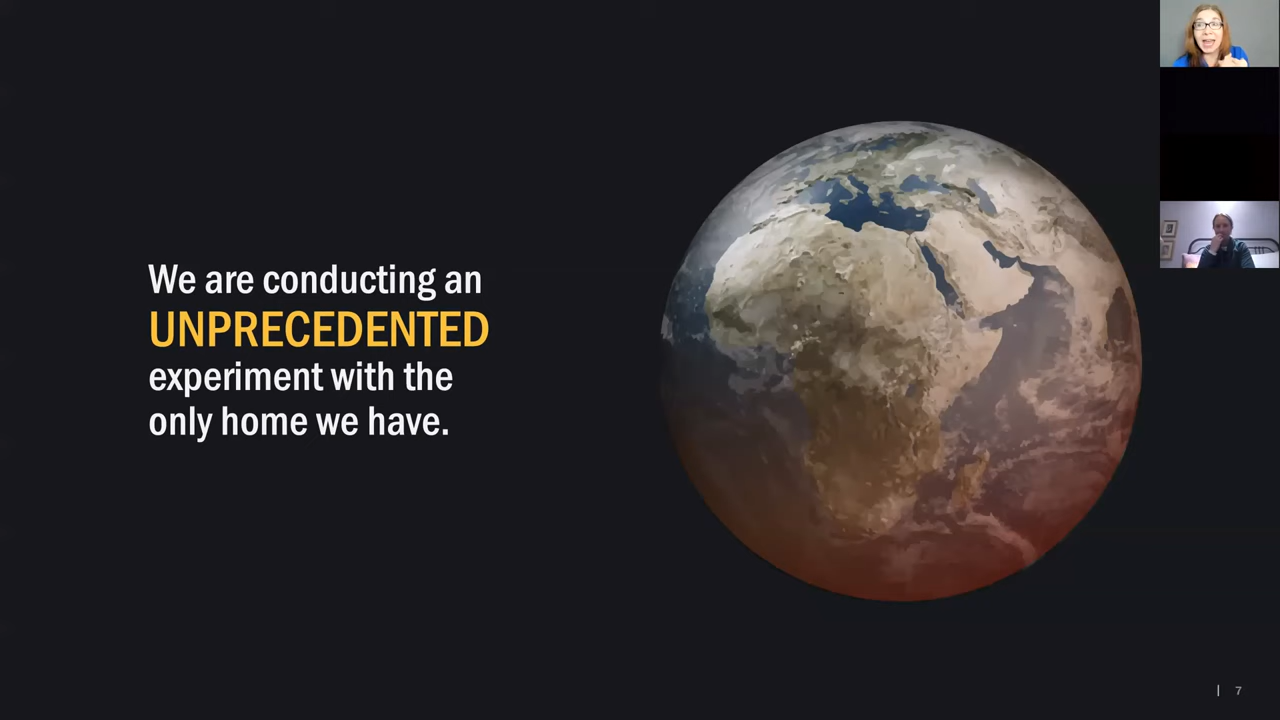 We are conducting an
UNPRECEDENTED
experiment with the
only home we have.
| 7